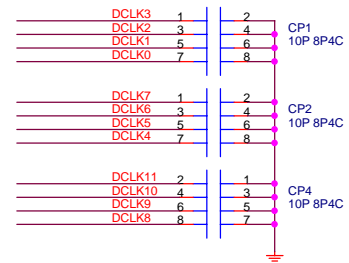 DCLK3 1 2
DCLK2 3 4 CP1
DCLK1 5 6 10P 8P4C
DCLK0 7 8
DCLK7 1 2
DCLK6 3 4 CP2
DCLK5 5 6 10P 8P4C
DCLK4 7 8
DCLK11 2 1
DCLK10 4 3 CP4
DCLK9 6 5 10P 8P4C
DCLK8 8 7